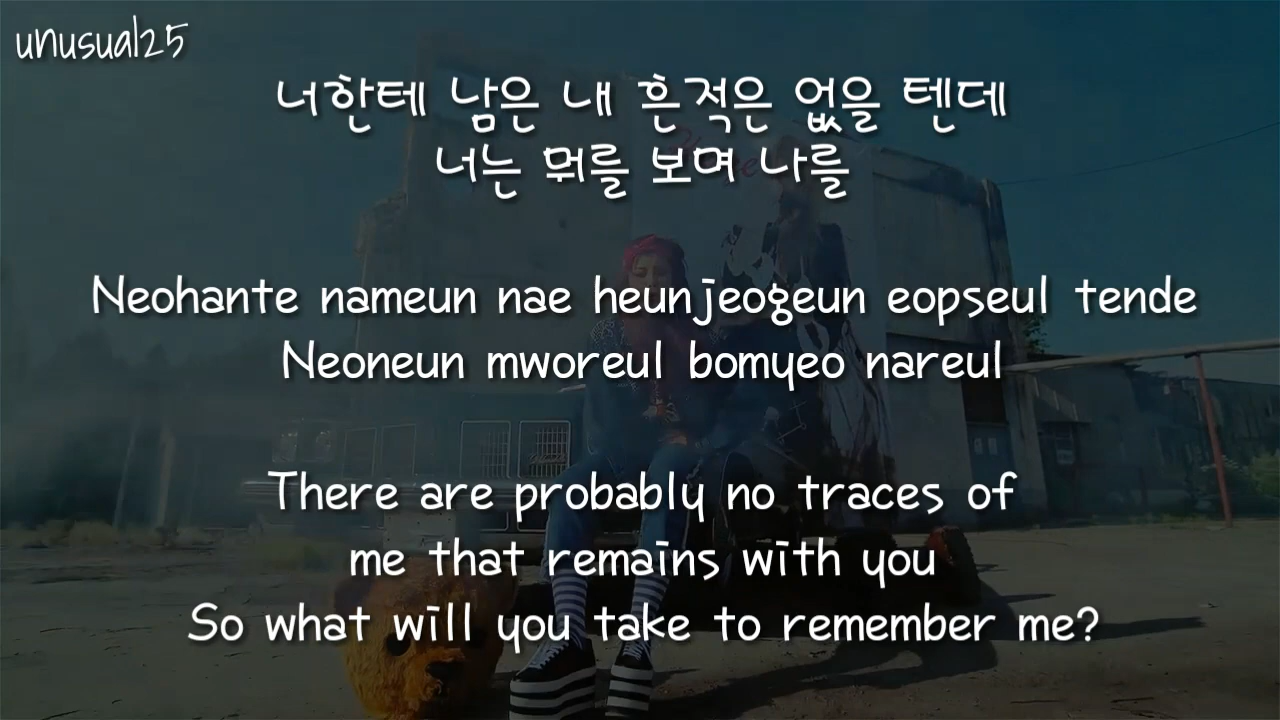 unusual25
너한테 남은 내 흔적은 없을 텐데
너는 뭐를 보며 나를
Neohante nameun nae heunjeogeun eopseul tende
Neoneun mworeul bomyeo nareul
There are probably no traces of
me that remains with you
So what will you take to remember me?